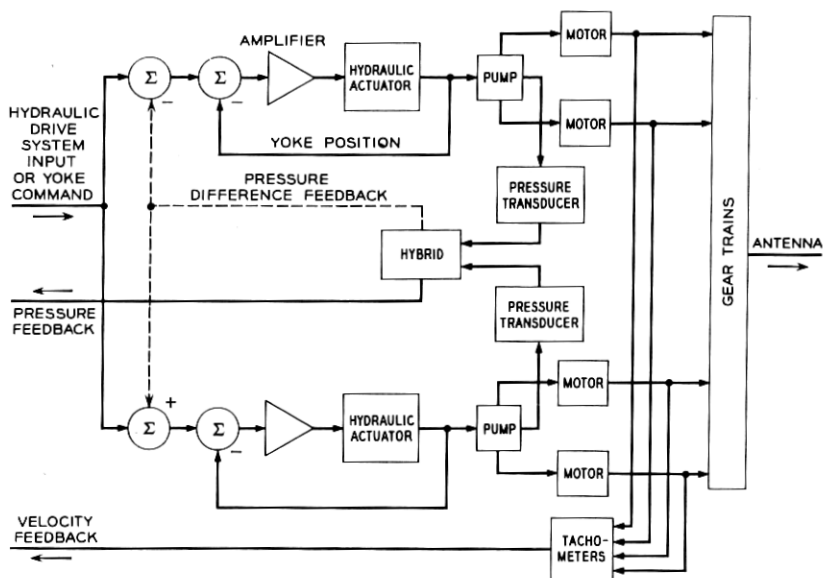 AMPLIFIER
MOTOR
Σ
Σ
HYDRAULIC
ACTUATOR
PUMP
−
−
HYDRAULIC
DRIVE
SYSTEM
INPUT
OR YOKE
COMMAND
YOKE POSITION
MOTOR
PRESSURE
DIFFERENCE FEEDBACK
PRESSURE
TRANSDUCER
HYBRID
GEAR TRAINS
ANTENNA
PRESSURE
FEEDBACK
PRESSURE
TRANSDUCER
MOTOR
+
Σ
Σ
HYDRAULIC
ACTUATOR
PUMP
−
MOTOR
VELOCITY
FEEDBACK
TACHO-
METERS